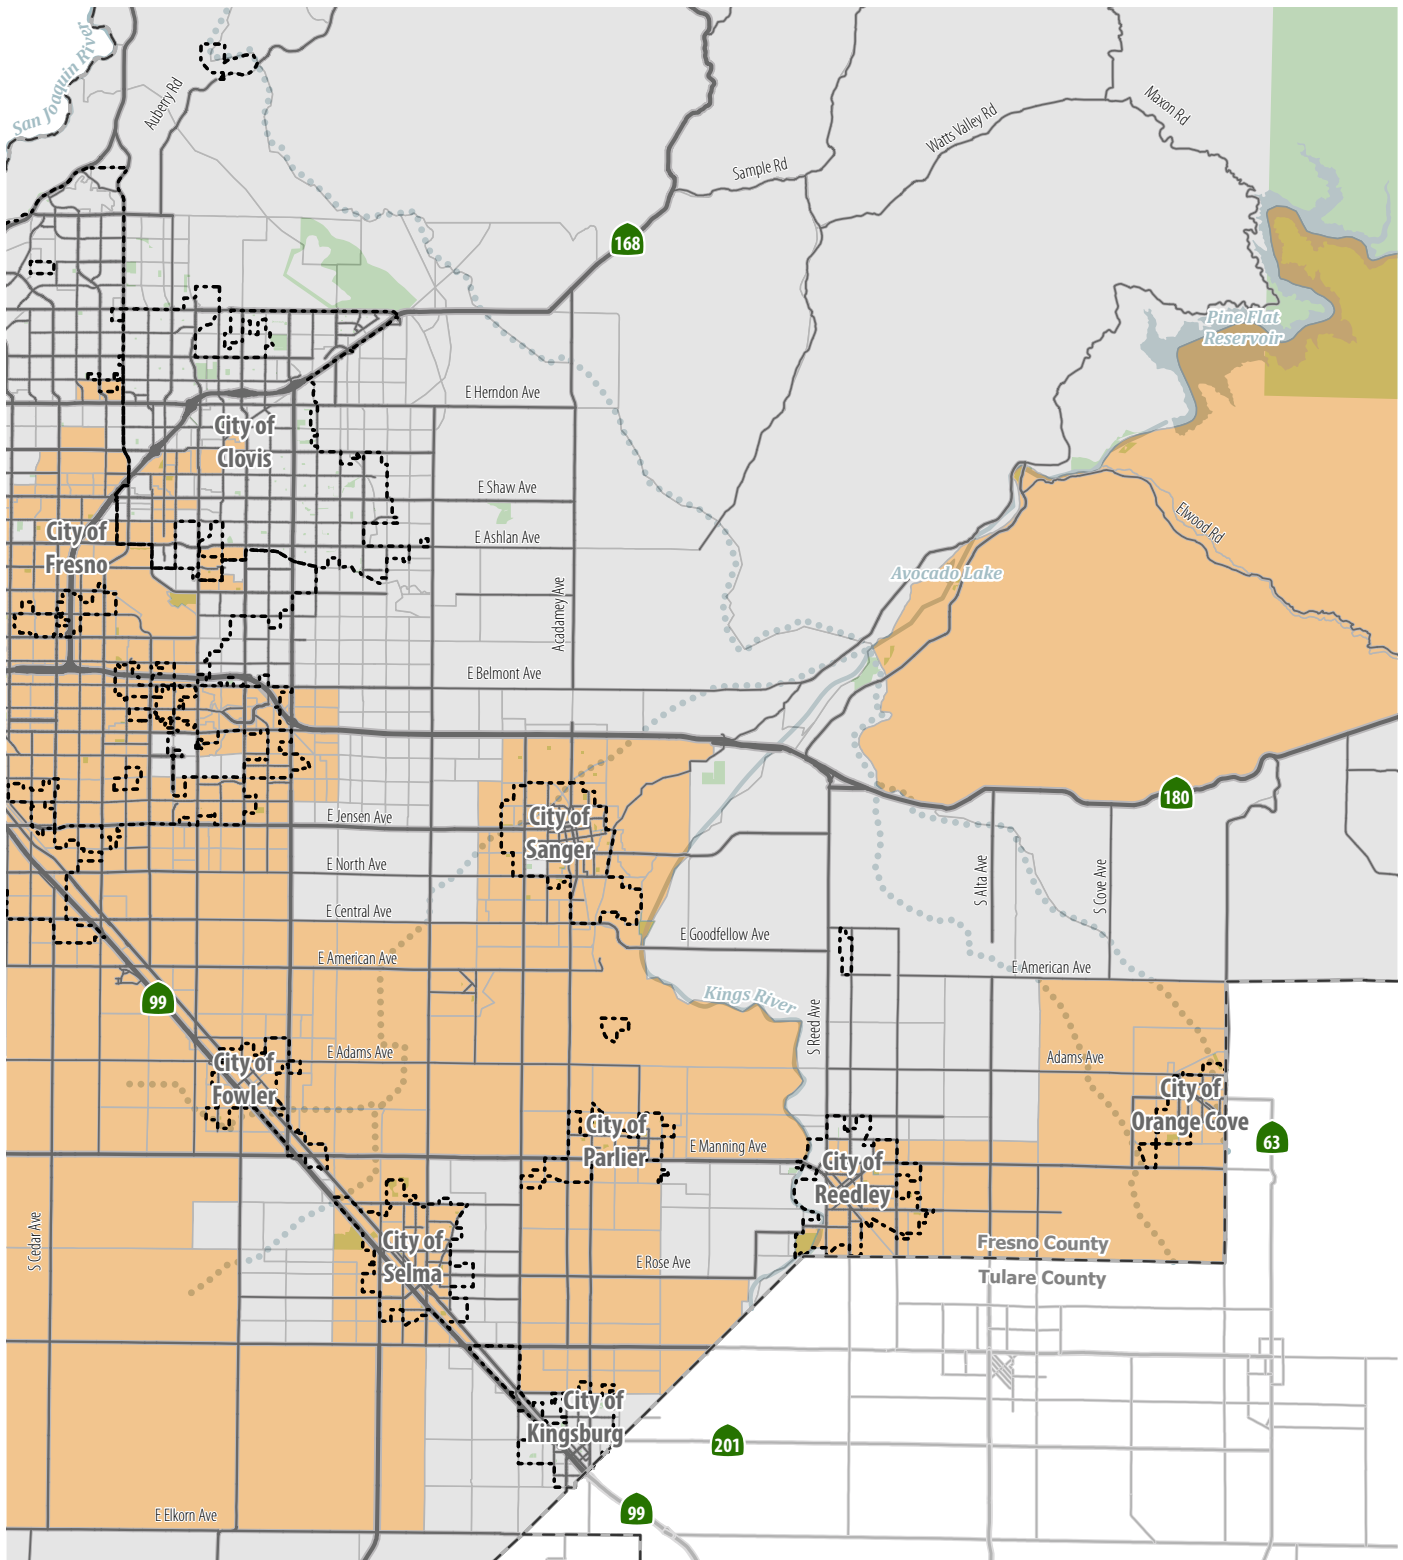 San Joaquin River
Auberry Rd
Maxon Rd
Watts Valley Rd
Sample Rd
168
Pine Flat
Reservoir
E Herndon Ave
City of
Clovis
E Shaw Ave
Elwood Rd
City of
Fresno
E Ashlan Ave
Avocado Lake
Acadamey Ave
E Belmont Ave
180
E Jensen Ave
City of
Sanger
E North Ave
S Alta Ave
S Cove Ave
E Central Ave
E Goodfellow Ave
E American Ave
E American Ave
99
Kings River
S Reed Ave
E Adams Ave
Adams Ave
City of
Fowler
City of
Orange Cove
City of
Parlier
E Manning Ave
63
City of
Reedley
S Cedar Ave
City of
Selma
Fresno County
E Rose Ave
Tulare County
City of
Kingsburg
201
E Elkorn Ave
99